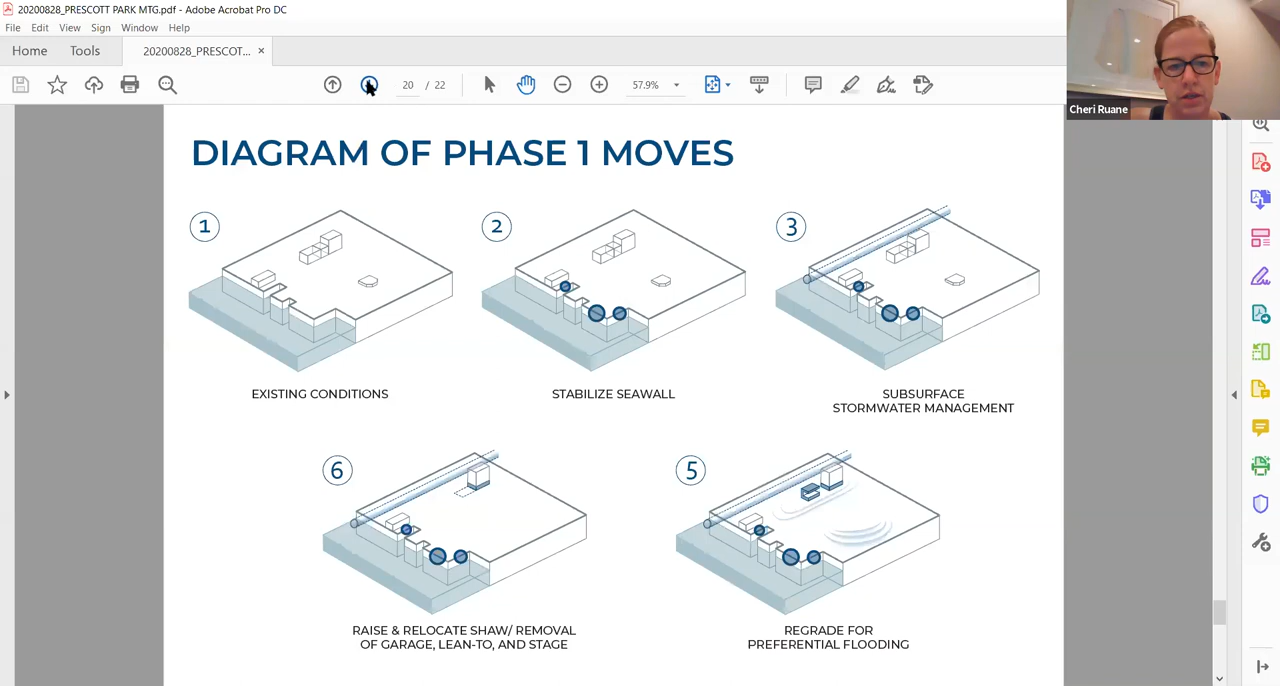 20200828_PRESCOTT PARK MTG.pdf - Adobe Acrobat Pro DC
File Edit View Sign Window Help
Home Tools 20200828_PRESCOT... ×
20 / 22 57.9%
Cheri Ruane
DIAGRAM OF PHASE 1 MOVES
1 2 3
EXISTING CONDITIONS
STABILIZE SEAWALL
SUBSURFACE
STORMWATER MANAGEMENT
6 5
RAISE & RELOCATE SHAW/ REMOVAL
OF GARAGE, LEAN-TO, AND STAGE
REGRADE FOR
PREFERENTIAL FLOODING